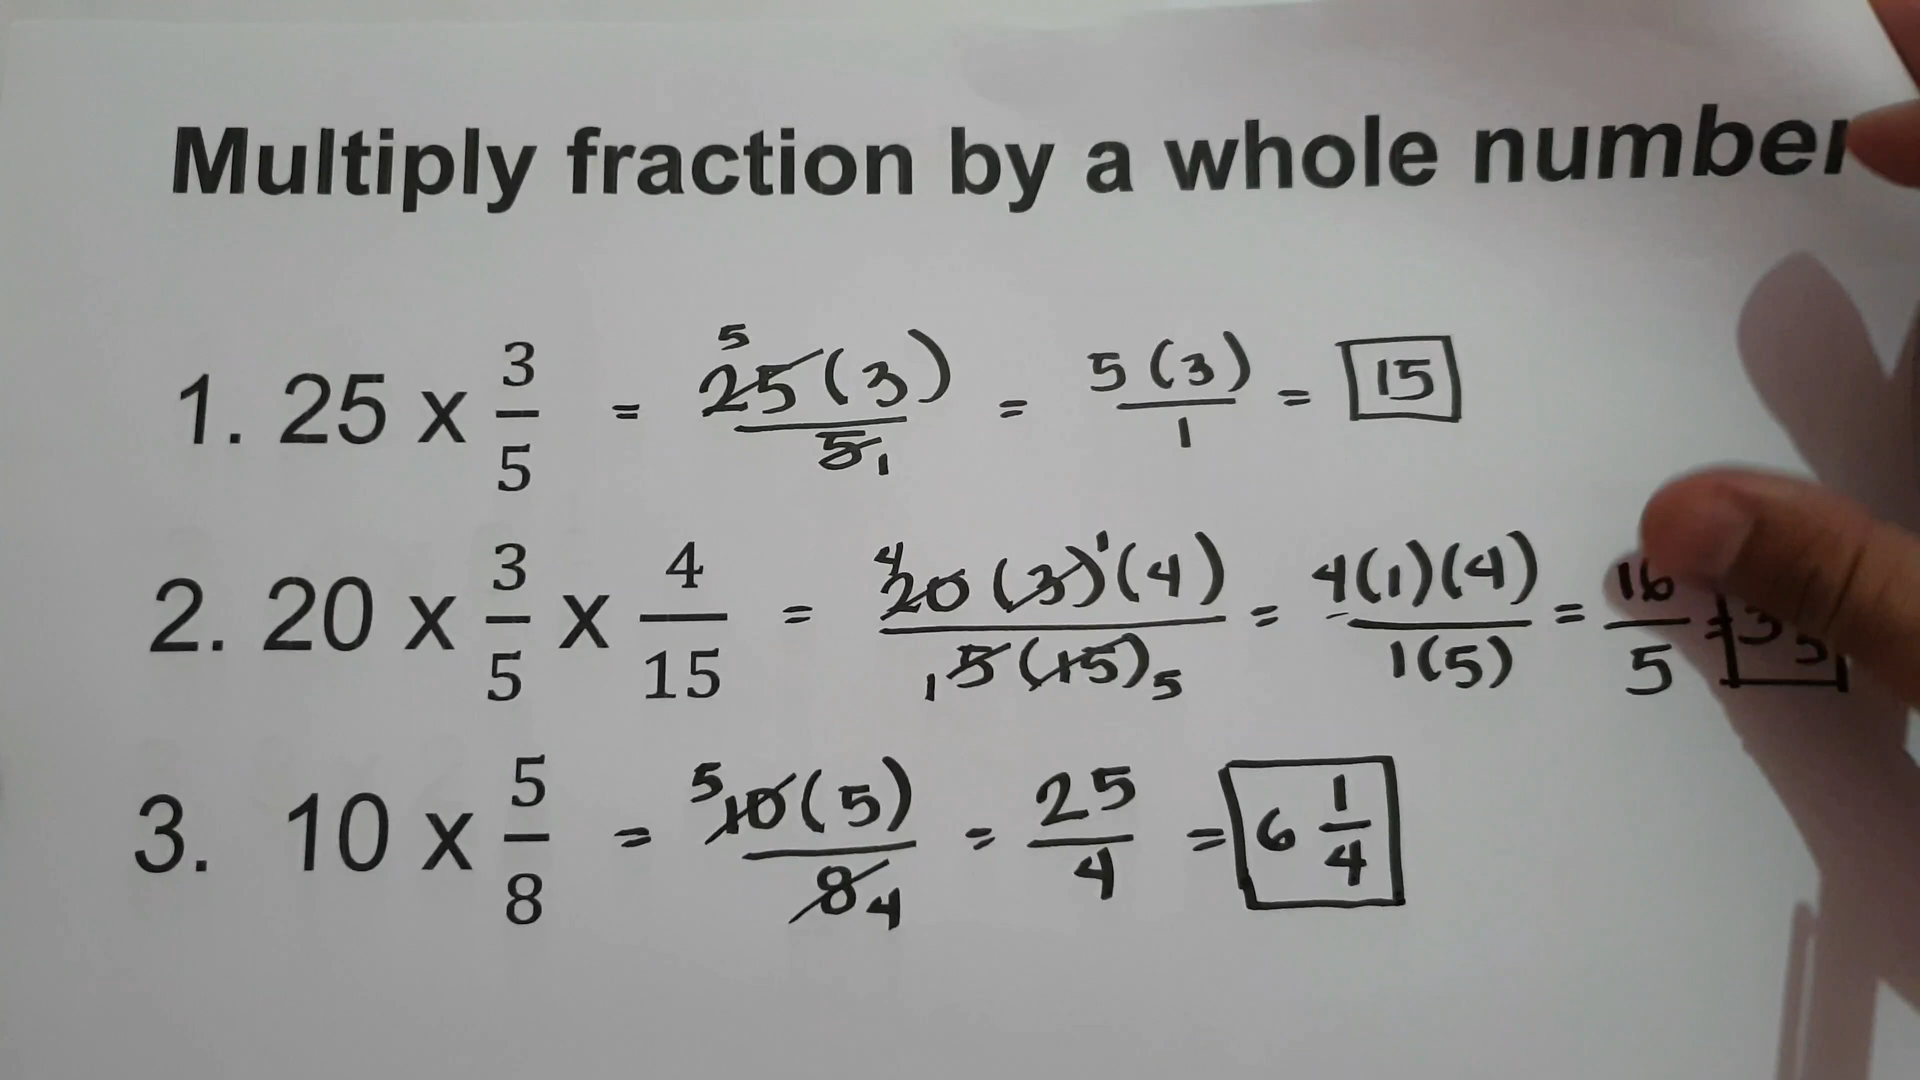 Multiply fraction by a whole number
1. 25 x 3/5 = 5 25(3)/5 1 = 5(3)/1 = 15
2. 20 x 3/5 x 4/15 = 4 20(3) 1 (4)/1 5(15) 5 = 4(1)(4)/1(5) = 16/5 = 3
3. 10 x 5/8 = 5 10(5)/8 4 = 25/4 = 6 1/4